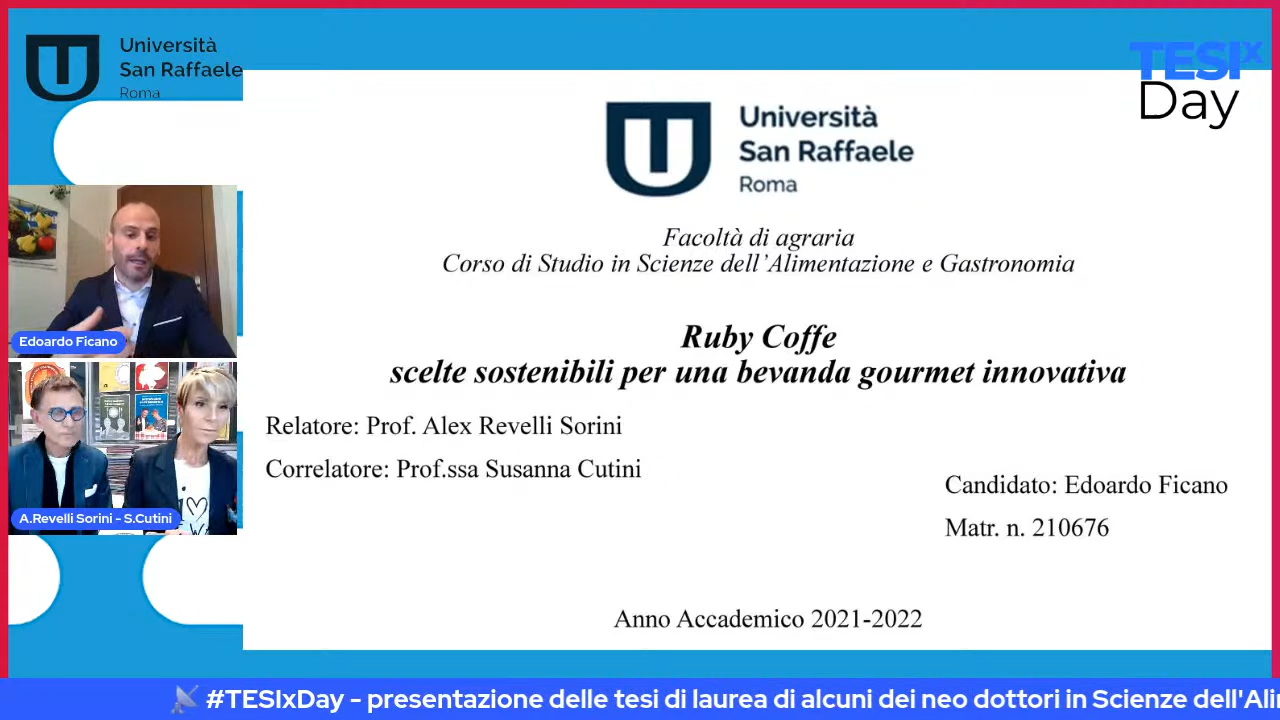 Università
San Raffaele
Roma
TESIx
Day
Università
San Raffaele
Roma
Facoltà di agraria
Corso di Studio in Scienze dell’Alimentazione e Gastronomia
Ruby Coffe
scelte sostenibili per una bevanda gourmet innovativa
Relatore: Prof. Alex Revelli Sorini
Correlatore: Prof.ssa Susanna Cutini
Candidato: Edoardo Ficano
Matr. n. 210676
Anno Accademico 2021-2022
Edoardo Ficano
A.Revelli Sorini - S.Cutini
#TESIxDay - presentazione delle tesi di laurea di alcuni dei neo dottori in Scienze dell'Ali